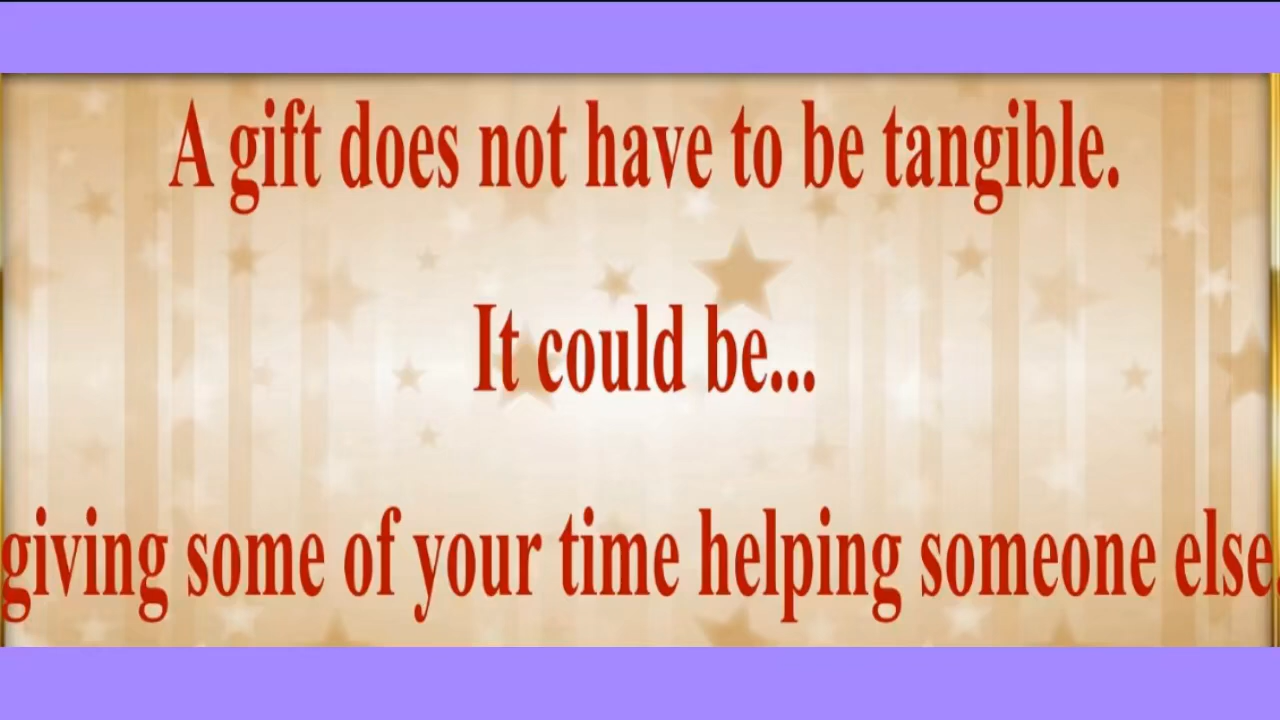 A gift does not have to be tangible.
It could be...
giving some of your time helping someone else.